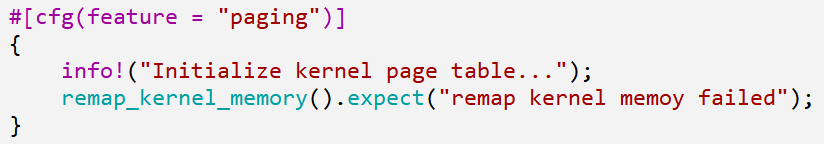 #[cfg(feature = "paging")]
{
    info!("Initialize kernel page table...");
    remap_kernel_memory().expect("remap kernel memoy failed");
}